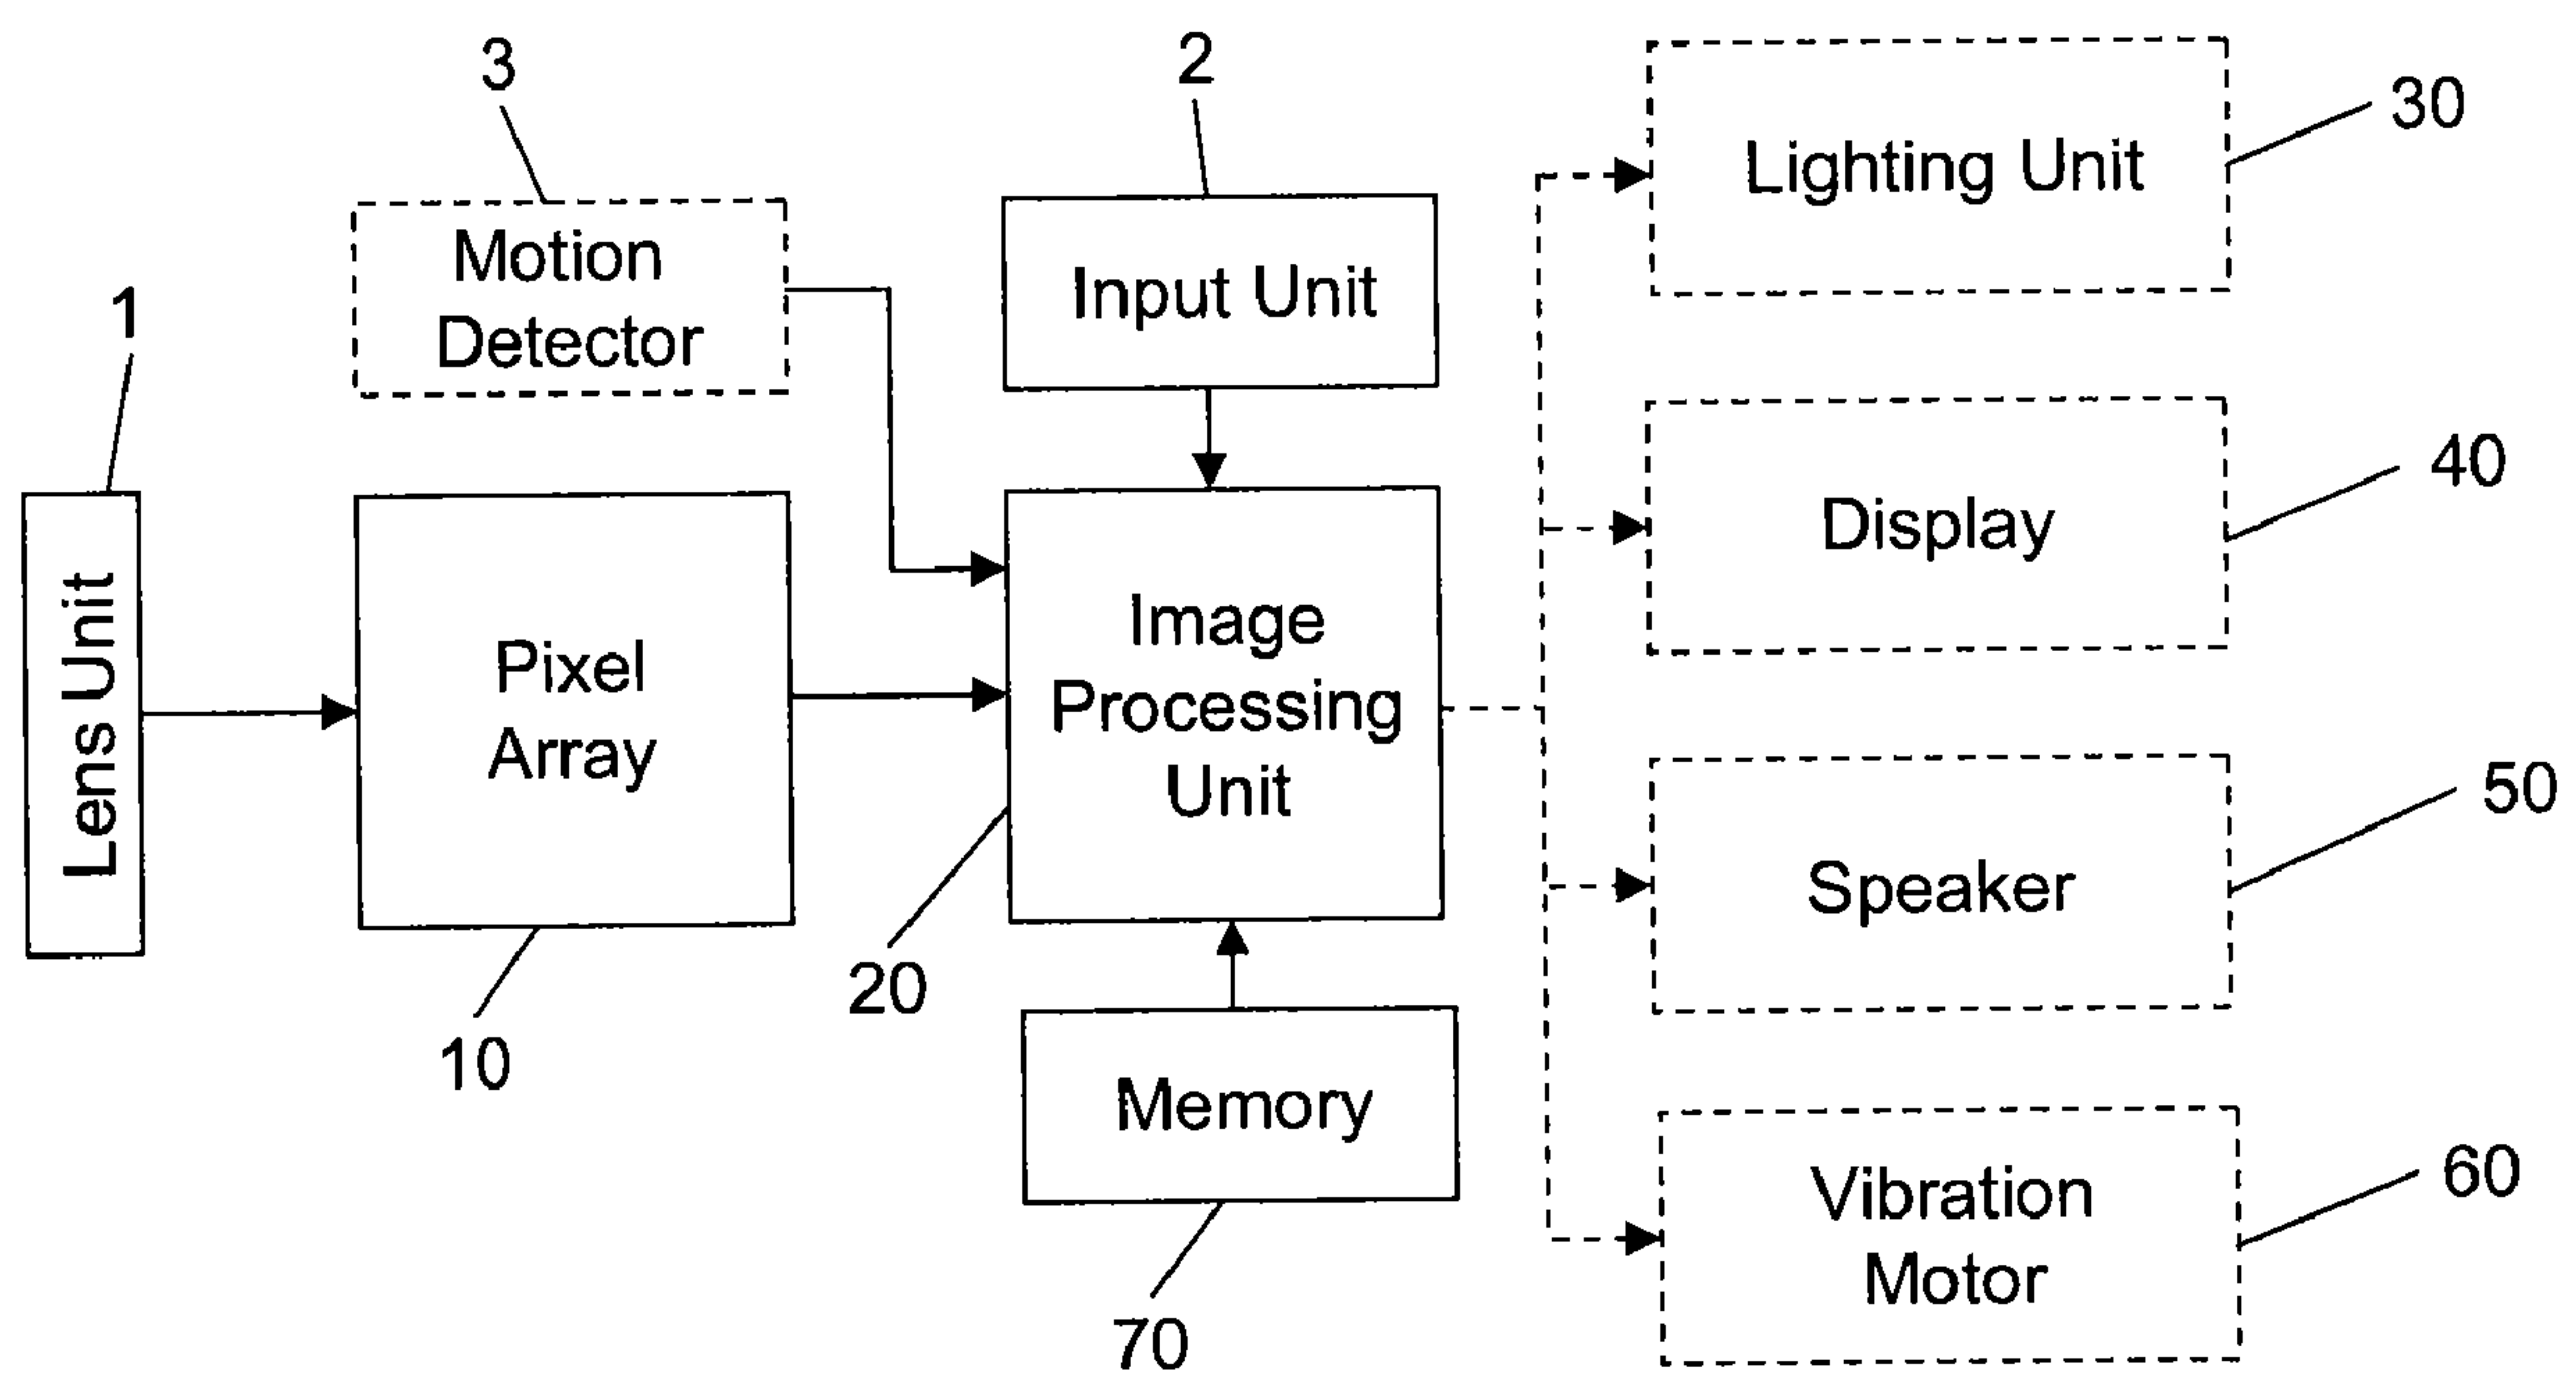 3
2
30
Lighting Unit
Motion
Detector
Input Unit
1
40
Display
Lens Unit
Pixel
Array
Image
Processing
Unit
50
Speaker
20
10
Memory
60
Vibration
Motor
70